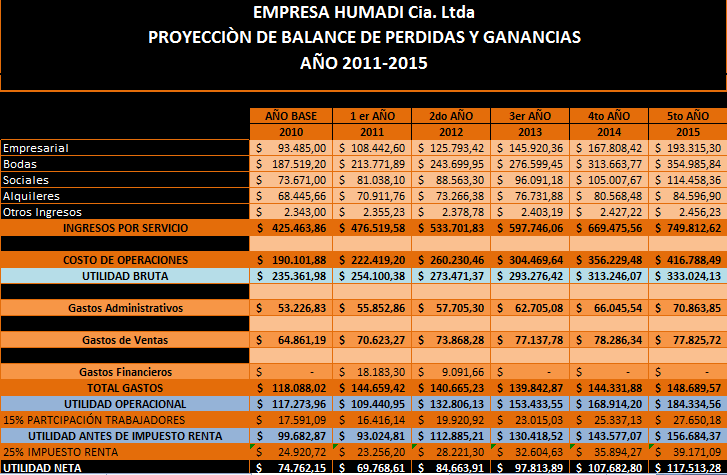 EMPRESA HUMADI Cia. Ltda
PROYECCIÒN DE BALANCE DE PERDIDAS Y GANANCIAS
AÑO 2011-2015
AÑO BASE 1 er AÑO 2do AÑO 3er AÑO 4to AÑO 5to AÑO
2010 2011 2012 2013 2014 2015
Empresarial $ 93.485,00 $ 108.442,60 $ 125.793,42 $ 145.920,36 $ 167.808,42 $ 193.315,30
Bodas $ 187.519,20 $ 213.771,89 $ 243.699,95 $ 276.599,45 $ 313.663,77 $ 354.985,84
Sociales $ 73.671,00 $ 81.038,10 $ 88.563,30 $ 96.091,18 $ 105.007,67 $ 114.458,36
Alquileres $ 68.445,66 $ 70.911,76 $ 73.266,38 $ 76.731,88 $ 80.568,48 $ 84.596,90
Otros Ingresos $ 2.343,00 $ 2.355,23 $ 2.378,78 $ 2.403,19 $ 2.427,22 $ 2.456,23
INGRESOS POR SERVICIO $ 425.463,86 $ 476.519,58 $ 533.701,83 $ 597.746,06 $ 669.475,56 $ 749.812,62
COSTO DE OPERACIONES $ 190.101,88 $ 222.419,20 $ 260.230,46 $ 304.469,64 $ 356.229,48 $ 416.788,49
UTILIDAD BRUTA $ 235.361,98 $ 254.100,38 $ 273.471,37 $ 293.276,42 $ 313.246,07 $ 333.024,13
Gastos Administrativos $ 53.226,83 $ 55.852,86 $ 57.705,30 $ 62.705,08 $ 66.045,54 $ 70.863,85
Gastos de Ventas $ 64.861,19 $ 70.623,27 $ 73.868,28 $ 77.137,78 $ 78.286,34 $ 77.825,72
Gastos Financieros $ - $ 18.183,30 $ 9.091,66 $ - $ - $ -
TOTAL GASTOS $ 118.088,02 $ 144.659,42 $ 140.665,23 $ 139.842,87 $ 144.331,88 $ 148.689,57
UTILIDAD OPERACIONAL $ 117.273,96 $ 109.440,95 $ 132.806,13 $ 153.433,55 $ 168.914,20 $ 184.334,56
15% PARTCIPACIÓN TRABAJADORES $ 17.591,09 $ 16.416,14 $ 19.920,92 $ 23.015,03 $ 25.337,13 $ 27.650,18
UTILIDAD ANTES DE IMPUESTO RENTA $ 99.682,87 $ 93.024,81 $ 112.885,21 $ 130.418,52 $ 143.577,07 $ 156.684,37
25% IMPUESTO RENTA $ 24.920,72 $ 23.256,20 $ 28.221,30 $ 32.604,63 $ 35.894,27 $ 39.171,09
UTILIDAD NETA $ 74.762,15 $ 69.768,61 $ 84.663,91 $ 97.813,89 $ 107.682,80 $ 117.513,28